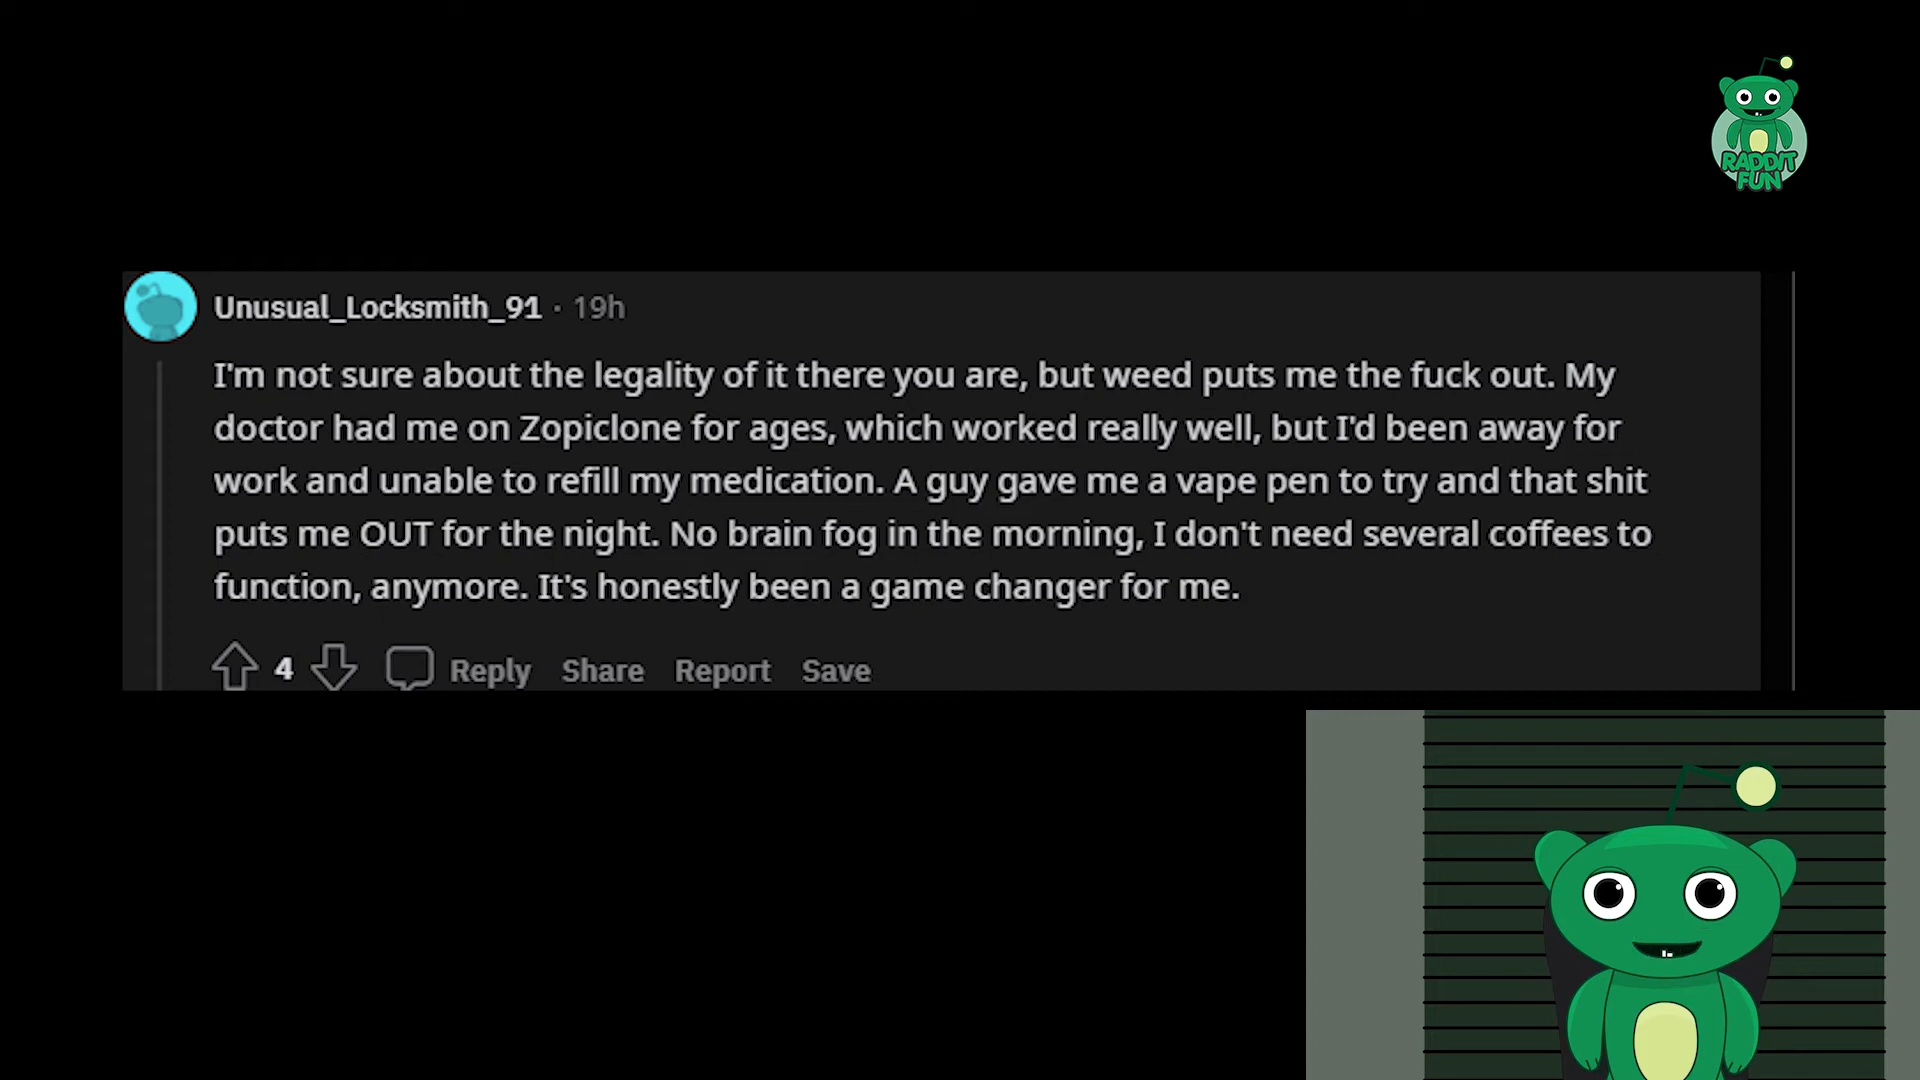 RADDIT
FUN
Unusual_Locksmith_91 · 19h
I'm not sure about the legality of it there you are, but weed puts me the fuck out. My
doctor had me on Zopiclone for ages, which worked really well, but I'd been away for
work and unable to refill my medication. A guy gave me a vape pen to try and that shit
puts me OUT for the night. No brain fog in the morning, I don't need several coffees to
function, anymore. It's honestly been a game changer for me.
4 Reply Share Report Save